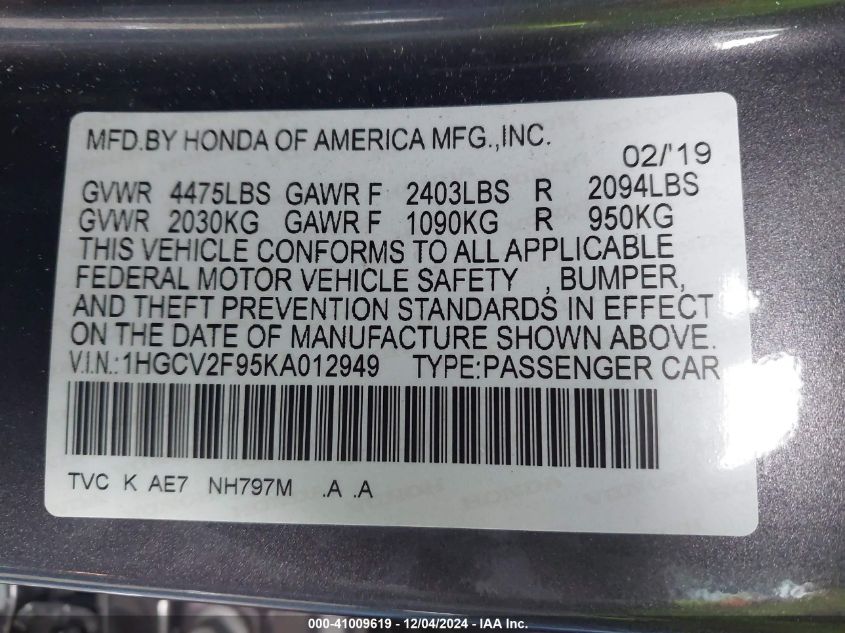 MFD.BY HONDA OF AMERICA MFG.,INC.
02/'19
GVWR 4475LBS GAWR F 2403LBS R 2094LBS
GVWR 2030KG GAWR F 1090KG R 950KG
THIS VEHICLE CONFORMS TO ALL APPLICABLE
FEDERAL MOTOR VEHICLE SAFETY , BUMPER,
AND THEFT PREVENTION STANDARDS IN EFFECT
ON THE DATE OF MANUFACTURE SHOWN ABOVE.
V.I.N.:1HGCV2F95KA012949 TYPE:PASSENGER CAR
TVC K AE7 NH797M .A .A
000-41009619 - 12/04/2024 - IAA Inc.